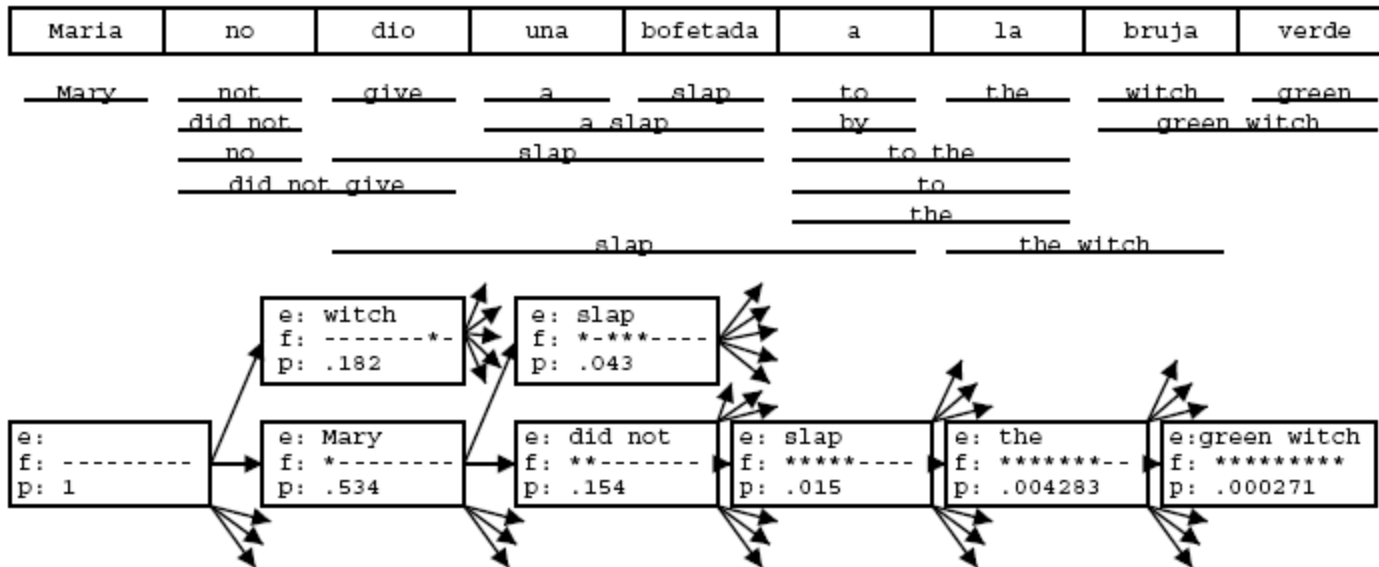 Maria no dio una bofetada a la bruja verde
Mary not give a slap to the witch green
did not a slap by green witch
no slap to the
did not give to
the
slap the witch
e: witch e: slap
f: -------*- f: *-***----
p: .182 p: .043
e: e: Mary e: did not e: slap e: the e:green witch
f: --------- f: *-------- f: **------- f: *****---- f: *******-- f: *********
p: 1 p: .534 p: .154 p: .015 p: .004283 p: .000271